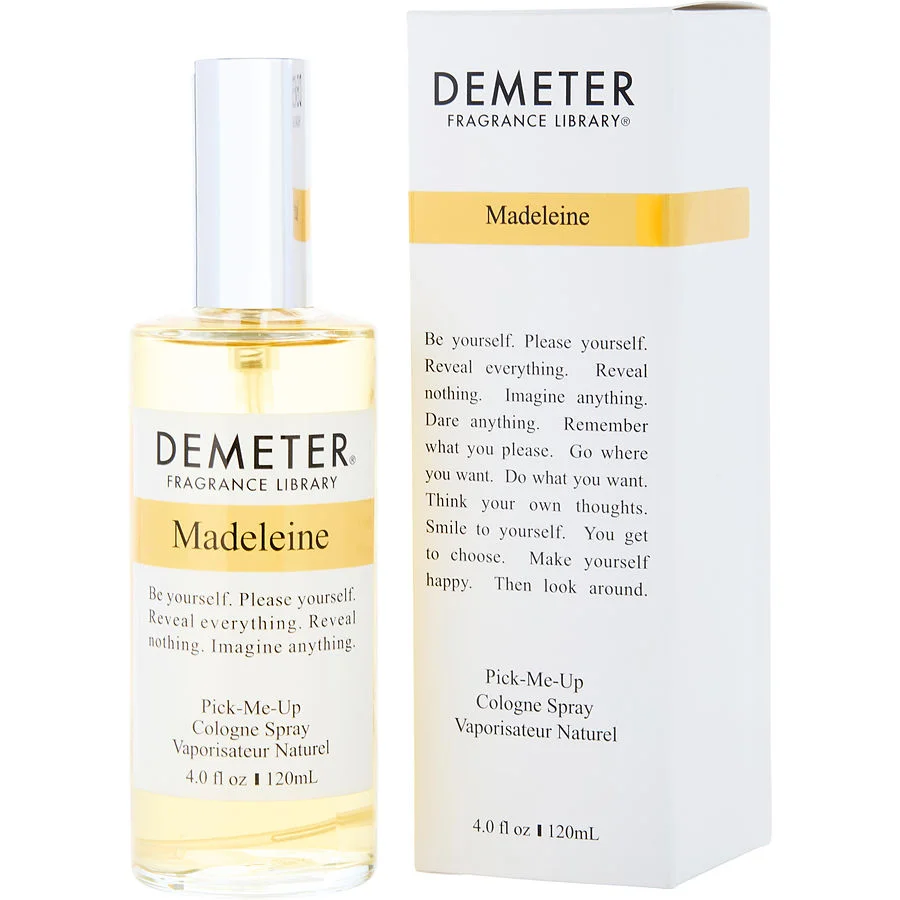 DEMETER®
FRAGRANCE LIBRARY
Madeleine
Be yourself. Please yourself.
Reveal everything. Reveal
nothing. Imagine anything.
Pick-Me-Up
Cologne Spray
Vaporisateur Naturel
4.0 fl oz ▮ 120mL
DEMETER
FRAGRANCE LIBRARY®
Madeleine
Be yourself. Please yourself.
Reveal everything. Reveal
nothing. Imagine anything.
Dare anything. Remember
what you please. Go where
you want. Do what you want.
Think your own thoughts.
Smile to yourself. You get
to choose. Make yourself
happy. Then look around.
Pick-Me-Up
Cologne Spray
Vaporisateur Naturel
4.0 fl oz ▮ 120mL